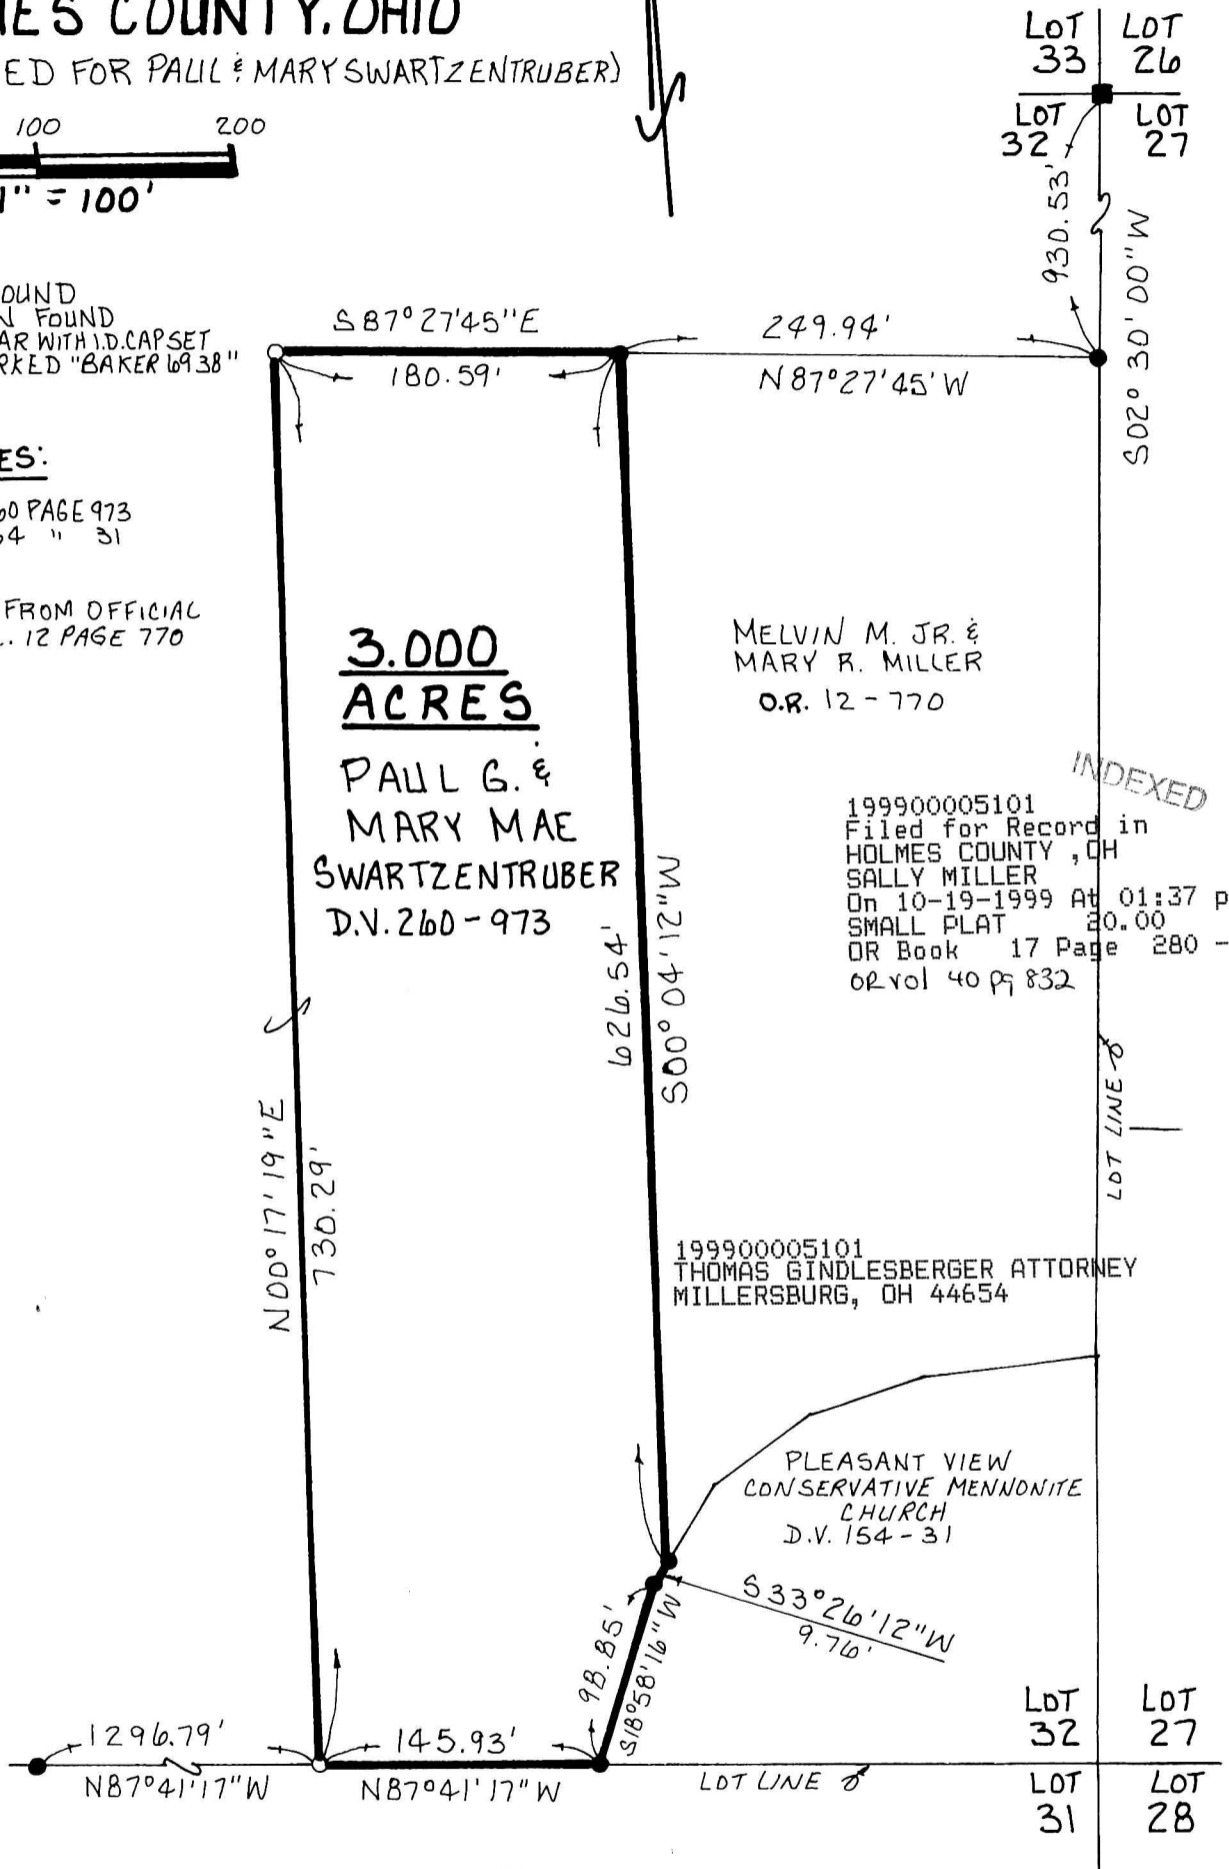 MES COUNTY, OHIO
ED FOR PAUL & MARY SWARTZENTRUBER)
100 200
1" = 100'
LOT LOT
33 26
LOT LOT
32 27
930.53'
S02° 30' 00" W
OUND
N FOUND
AR WITH I.D. CAP SET
RKED "BAKER 6938"
S87° 27' 45" E
180.59'
249.94'
N87° 27' 45' W
ES:
60 PAGE 973
54 " 31
FROM OFFICIAL
L. 12 PAGE 770
3.000
ACRES
PAUL G. &
MARY MAE
SWARTZENTRUBER
D.V. 260-973
MELVIN M. JR. &
MARY R. MILLER
O.R. 12-770
INDEXED
199900005101
Filed for Record in
HOLMES COUNTY ,OH
SALLY MILLER
On 10-19-1999 At 01:37 p
SMALL PLAT 20.00
OR Book 17 Page 280 -
OR vol 40 pg 832
626.54'
S00° 04' 12" W
N00° 17' 19" E
730.29'
LOT LINE
199900005101
THOMAS GINDLESBERGER ATTORNEY
MILLERSBURG, OH 44654
PLEASANT VIEW
CONSERVATIVE MENNONITE
CHURCH
D.V. 154-31
S33° 26' 12" W
9.76'
98.85'
S18° 58' 16" W
1296.79'
N87° 41' 17" W
145.93'
N87° 41' 17" W
LOT LINE
LOT LOT
32 27
LOT LOT
31 28